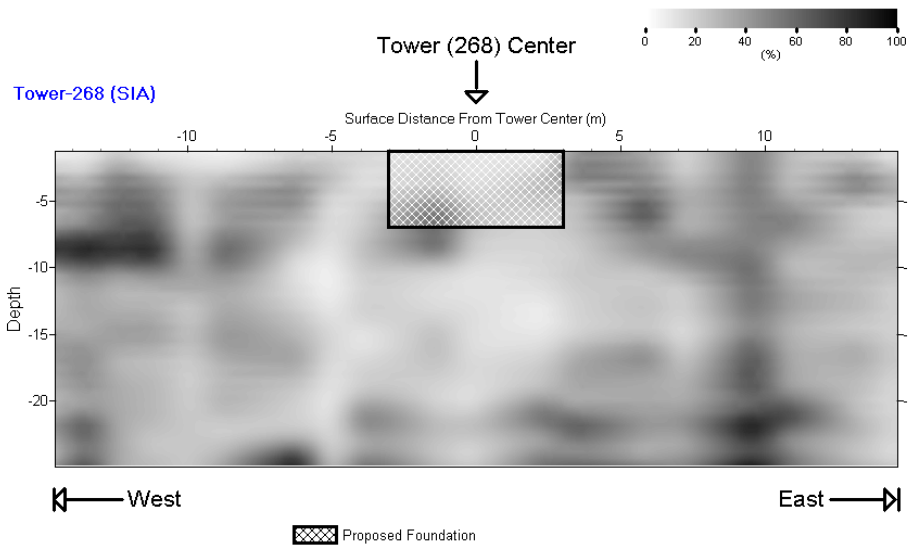 0 20 40 60 80 100
(%)
Tower (268) Center
Tower-268 (SIA)
Surface Distance From Tower Center (m)
-10 -5 0 5 10
-5
-10
-15
-20
Depth
West
East
Proposed Foundation